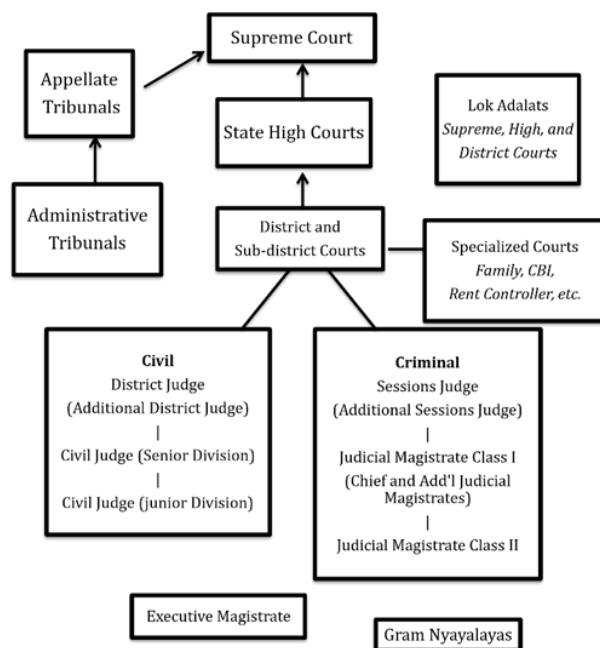 Supreme Court
Appellate
Tribunals
State High Courts
Lok Adalats
Supreme, High, and
District Courts
Administrative
Tribunals
District and
Sub-district Courts
Specialized Courts
Family, CBI,
Rent Controller, etc.
Civil
District Judge
(Additional District Judge)
|
Civil Judge (Senior Division)
|
Civil Judge (junior Division)
Criminal
Sessions Judge
(Additional Sessions Judge)
|
Judicial Magistrate Class I
(Chief and Add'l Judicial
Magistrates)
|
Judicial Magistrate Class II
Executive Magistrate
Gram Nyayalayas